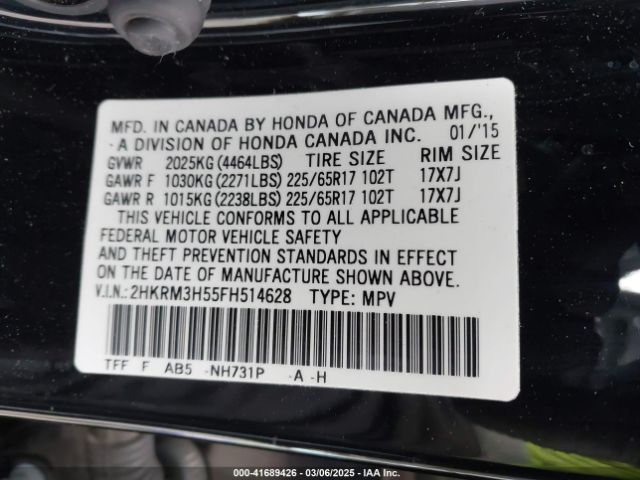 MFD. IN CANADA BY HONDA OF CANADA MFG.,
-A DIVISION OF HONDA CANADA INC. 01/'15
GVWR 2025KG (4464LBS) TIRE SIZE RIM SIZE
GAWR F 1030KG (2271LBS) 225/65R17 102T 17X7J
GAWR R 1015KG (2238LBS) 225/65R17 102T 17X7J
THIS VEHICLE CONFORMS TO ALL APPLICABLE
FEDERAL MOTOR VEHICLE SAFETY
AND THEFT PREVENTION STANDARDS IN EFFECT
ON THE DATE OF MANUFACTURE SHOWN ABOVE.
V.I.N.:2HKRM3H55FH514628 TYPE: MPV
TFF F AB5 -NH731P -A -H
000-41689426 - 03/06/2025 - IAA Inc.